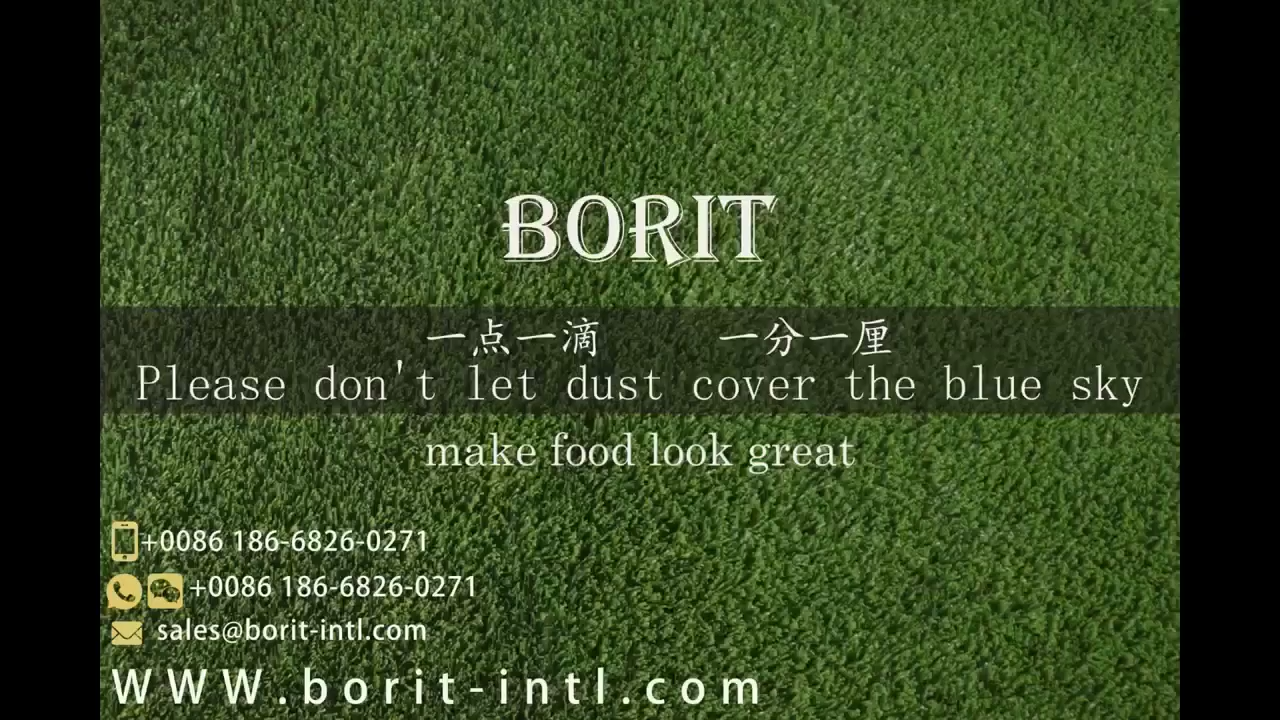 BORIT
一点一滴 一分一厘
Please don't let dust cover the blue sky
make food look great
+0086 186-6826-0271
+0086 186-6826-0271
sales@borit-intl.com
WWW.borit-intl.com